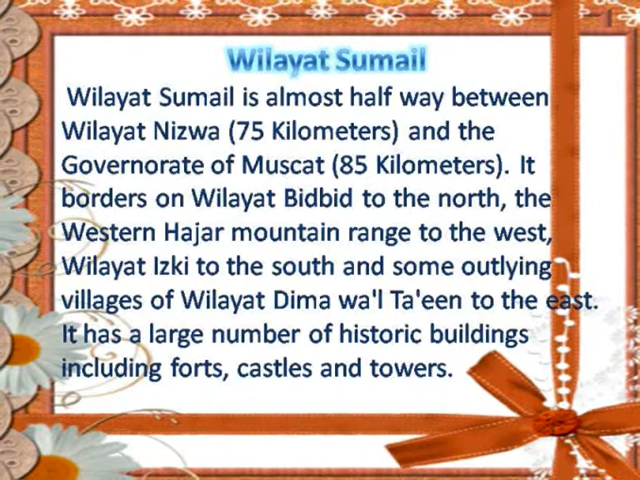 Wilayat Sumail
Wilayat Sumail is almost half way between
Wilayat Nizwa (75 Kilometers) and the
Governorate of Muscat (85 Kilometers). It
borders on Wilayat Bidbid to the north, the
Western Hajar mountain range to the west,
Wilayat Izki to the south and some outlying
villages of Wilayat Dima wa'l Ta'een to the east.
It has a large number of historic buildings
including forts, castles and towers.